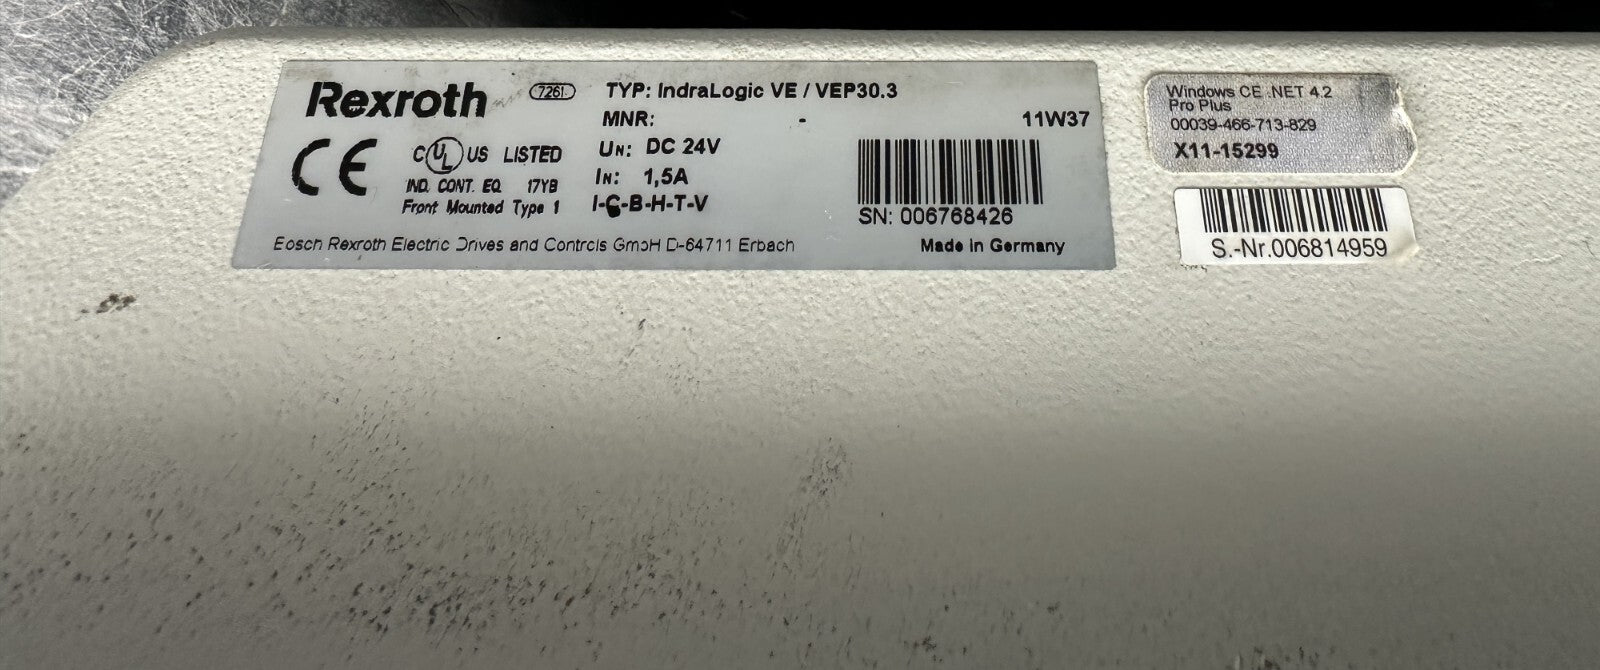 Rexroth
7261
TYP: IndraLogic VE / VEP30.3
MNR: -
11W37
UN: DC 24V
IN: 1,5A
I-C-B-H-T-V
CE
C UL US LISTED
IND. CONT. EQ. 17YB
Front Mounted Type 1
SN: 006768426
Bosch Rexroth Electric Drives and Controls GmbH D-64711 Erbach
Made in Germany
Windows CE .NET 4.2
Pro Plus
00039-466-713-829
X11-15299
S.-Nr.006814959